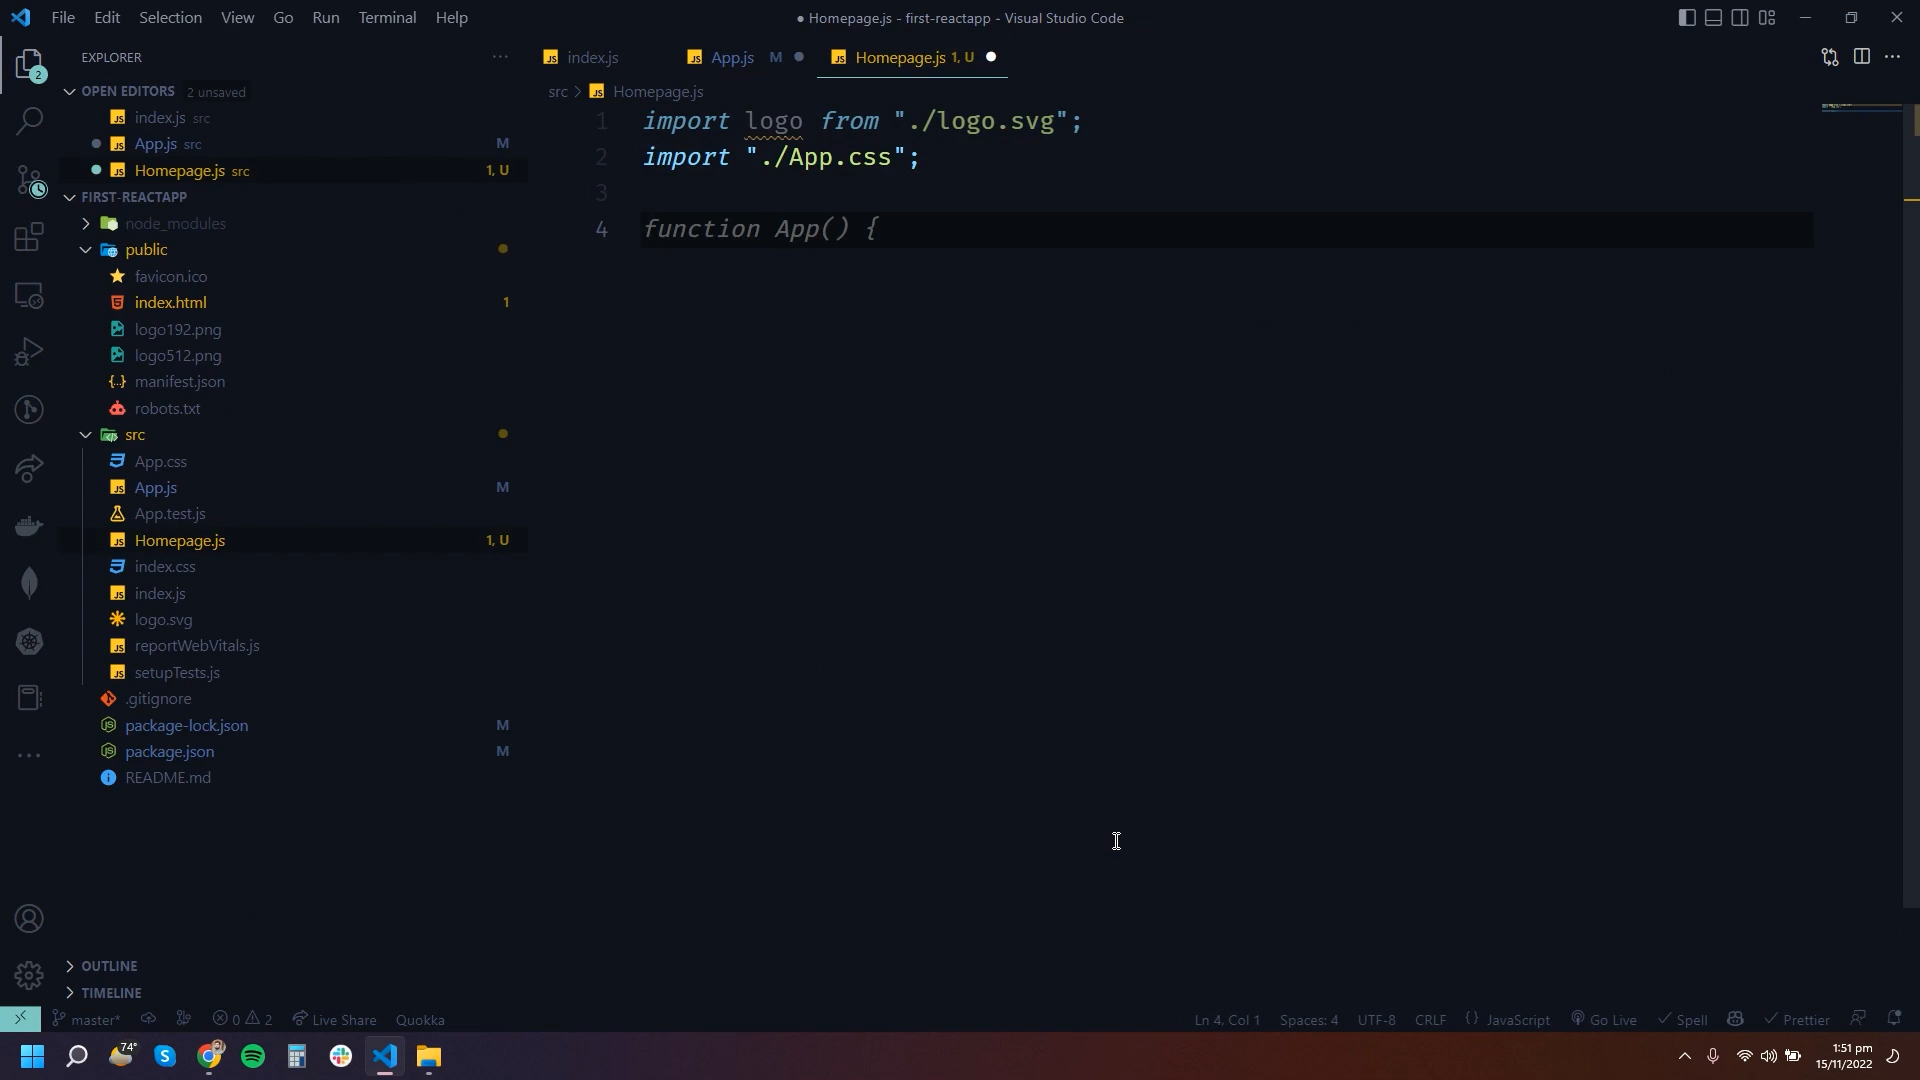 File Edit Selection View Go Run Terminal Help
● Homepage.js - first-reactapp - Visual Studio Code
EXPLORER
2
OPEN EDITORS 2 unsaved
index.js src
App.js src M
Homepage.js src 1, U
FIRST-REACTAPP
node_modules
public
favicon.ico
index.html 1
logo192.png
logo512.png
manifest.json
robots.txt
src
App.css
App.js M
App.test.js
Homepage.js 1, U
index.css
index.js
logo.svg
reportWebVitals.js
setupTests.js
.gitignore
package-lock.json M
package.json M
README.md
OUTLINE
TIMELINE
index.js App.js M Homepage.js 1, U
src > Homepage.js
1 import logo from "./logo.svg";
2 import "./App.css";
3
4 function App() {
master* 0 2 Live Share Quokka
Ln 4, Col 1 Spaces: 4 UTF-8 CRLF {} JavaScript Go Live Spell Prettier
74°
1:51 pm
15/11/2022